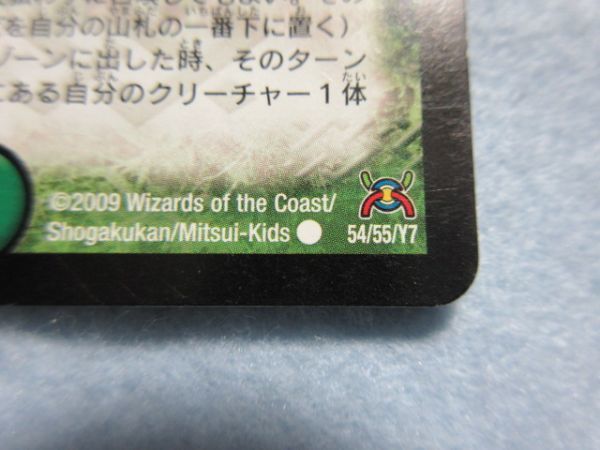 を自分の山札の一番下に置く)
ゾーンに出した時、そのターン
にある自分のクリーチャー1体
たい
©2009 Wizards of the Coast/
Shogakukan/Mitsui-Kids
54/55/Y7